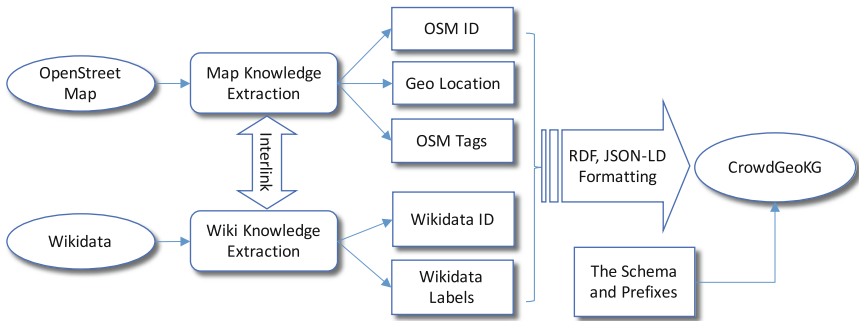 OpenStreet
Map
Map Knowledge
Extraction
OSM ID
Geo Location
OSM Tags
Interlink
Wikidata
Wiki Knowledge
Extraction
Wikidata ID
Wikidata
Labels
RDF, JSON-LD
Formatting
CrowdGeoKG
The Schema
and Prefixes